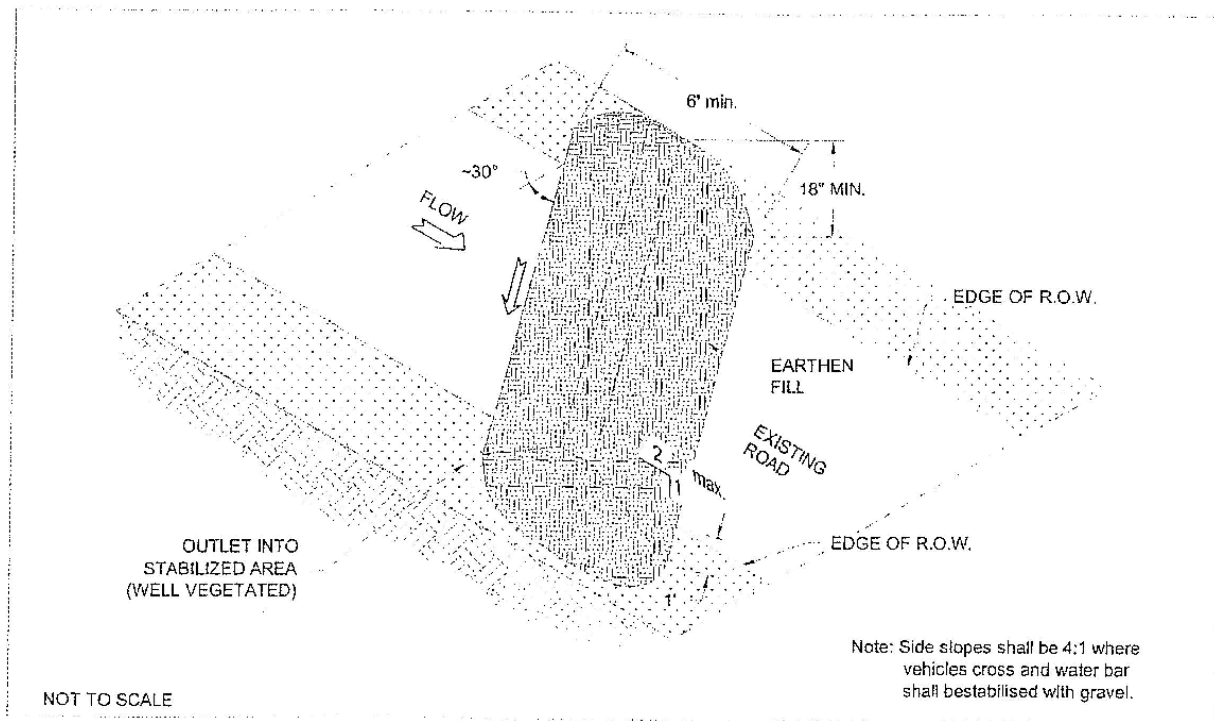 6' min.
~30°
18" MIN.
FLOW
EDGE OF R.O.W.
EARTHEN
FILL
EXISTING
ROAD
2
1
max.
OUTLET INTO
STABILIZED AREA
(WELL VEGETATED)
EDGE OF R.O.W.
1'
Note: Side slopes shall be 4:1 where
vehicles cross and water bar
shall bestabilised with gravel.
NOT TO SCALE